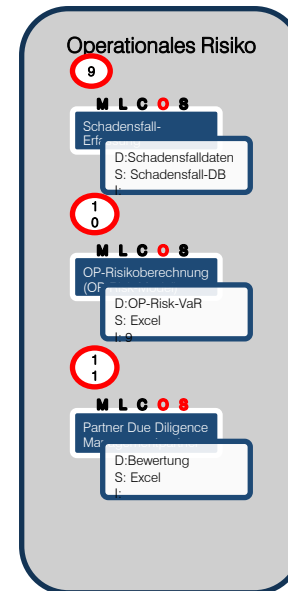 Operationales Risiko
9
M L C O S
Schadensfall-
D:Schadensfalldaten
S: Schadensfall-DB
I:
1
0
M L C O S
OP-Risikoberechnung
D:OP-Risk-VaR
S: Excel
I: 9
1
1
M L C O S
Partner Due Diligence
D:Bewertung
S: Excel
I: